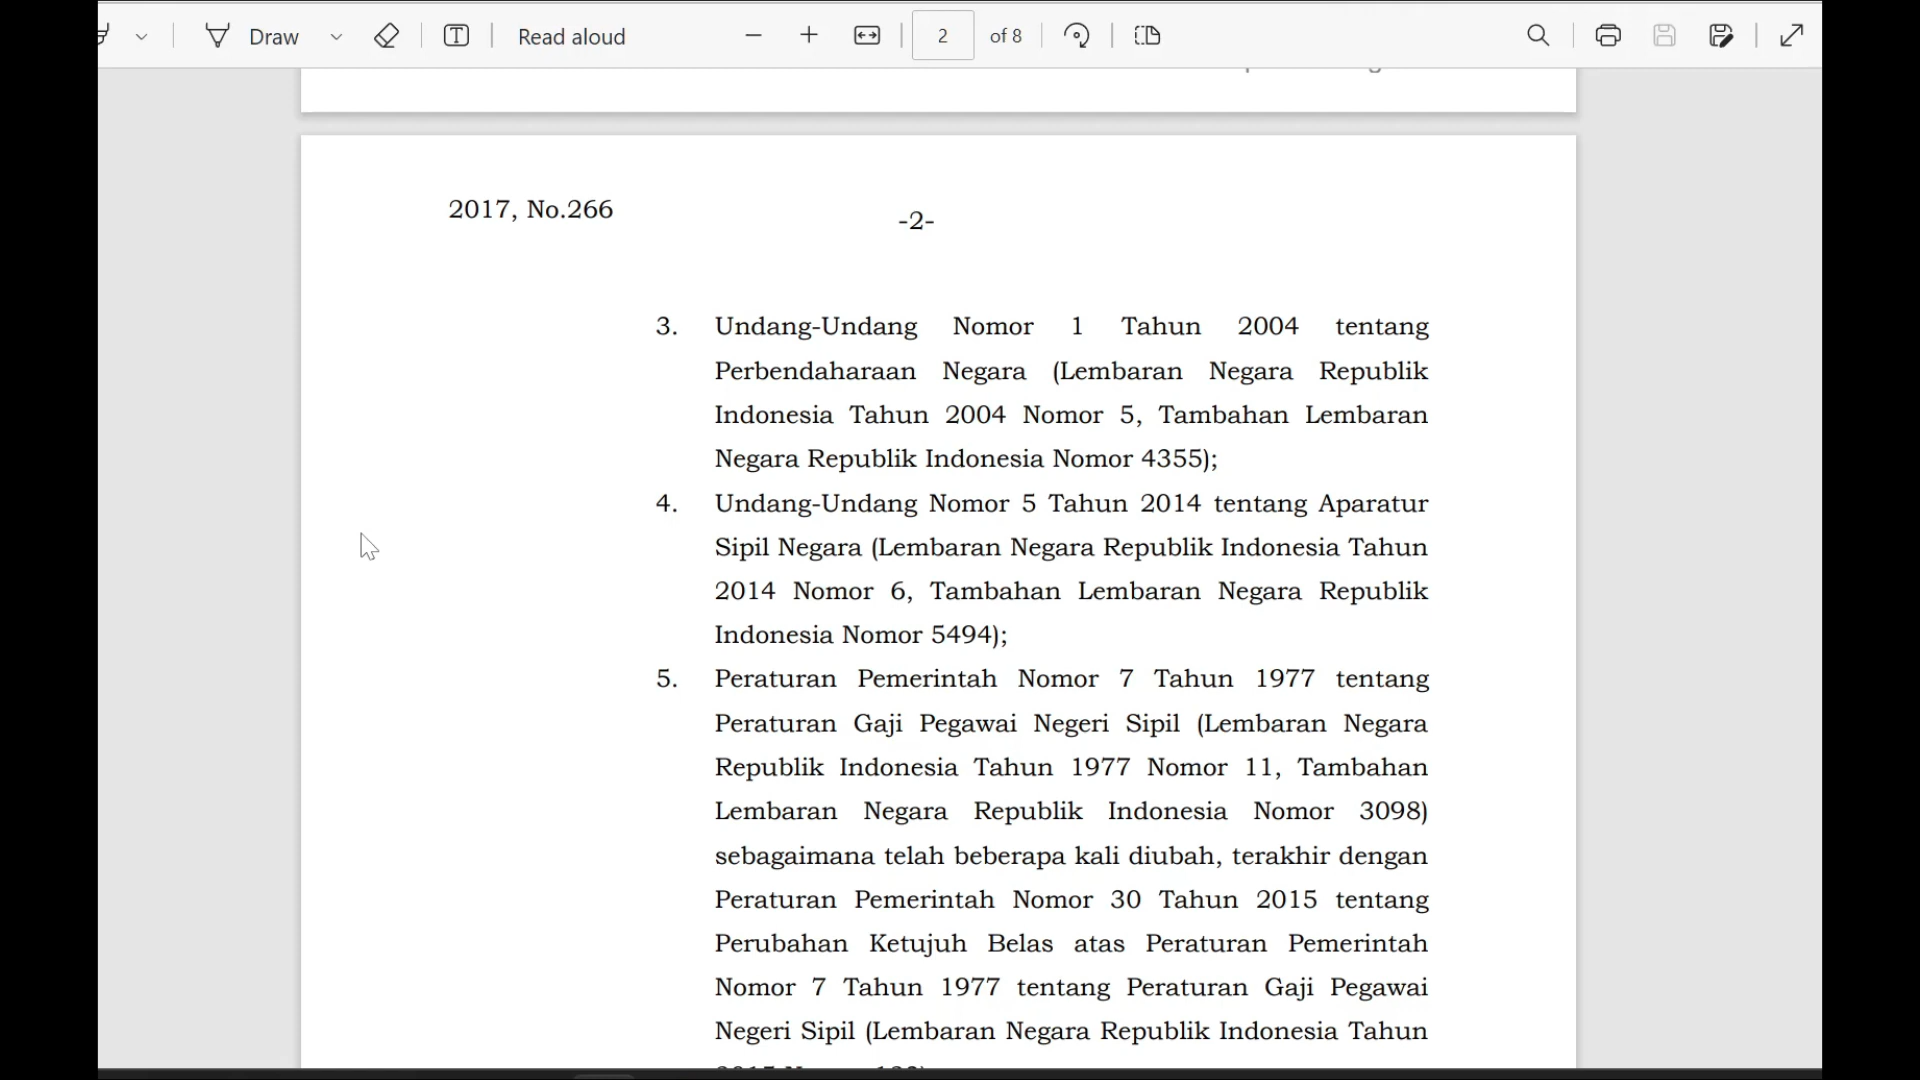 Draw
Read aloud
2
of 8
2017, No.266
-2-
3. Undang-Undang Nomor 1 Tahun 2004 tentang
Perbendaharaan Negara (Lembaran Negara Republik
Indonesia Tahun 2004 Nomor 5, Tambahan Lembaran
Negara Republik Indonesia Nomor 4355);
4. Undang-Undang Nomor 5 Tahun 2014 tentang Aparatur
Sipil Negara (Lembaran Negara Republik Indonesia Tahun
2014 Nomor 6, Tambahan Lembaran Negara Republik
Indonesia Nomor 5494);
5. Peraturan Pemerintah Nomor 7 Tahun 1977 tentang
Peraturan Gaji Pegawai Negeri Sipil (Lembaran Negara
Republik Indonesia Tahun 1977 Nomor 11, Tambahan
Lembaran Negara Republik Indonesia Nomor 3098)
sebagaimana telah beberapa kali diubah, terakhir dengan
Peraturan Pemerintah Nomor 30 Tahun 2015 tentang
Perubahan Ketujuh Belas atas Peraturan Pemerintah
Nomor 7 Tahun 1977 tentang Peraturan Gaji Pegawai
Negeri Sipil (Lembaran Negara Republik Indonesia Tahun